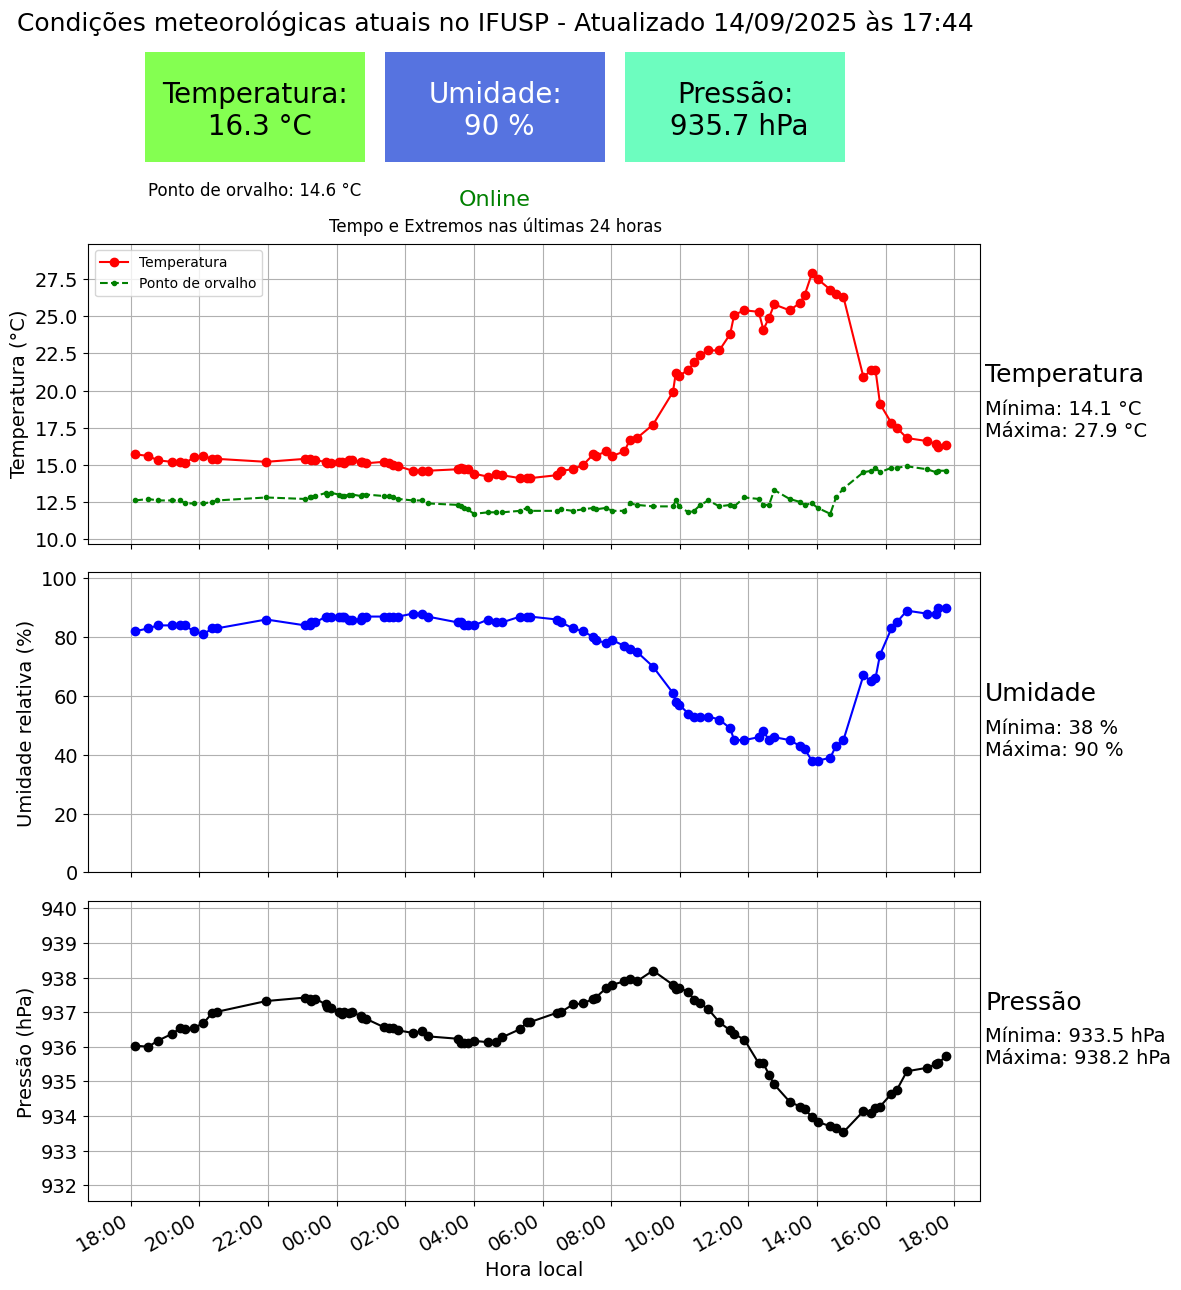 Condições meteorológicas atuais no IFUSP - Atualizado 14/09/2025 às 17:44
Temperatura:
16.3 °C
Umidade:
90 %
Pressão:
935.7 hPa
Ponto de orvalho: 14.6 °C
Online
Tempo e Extremos nas últimas 24 horas
Temperatura
Ponto de orvalho
Temperatura (°C)
27.5
25.0
22.5
20.0
17.5
15.0
12.5
10.0
Temperatura
Mínima: 14.1 °C
Máxima: 27.9 °C
Umidade relativa (%)
100
80
60
40
20
0
Umidade
Mínima: 38 %
Máxima: 90 %
Pressão (hPa)
940
939
938
937
936
935
934
933
932
Pressão
Mínima: 933.5 hPa
Máxima: 938.2 hPa
18:00
20:00
22:00
00:00
02:00
04:00
06:00
08:00
10:00
12:00
14:00
16:00
18:00
Hora local